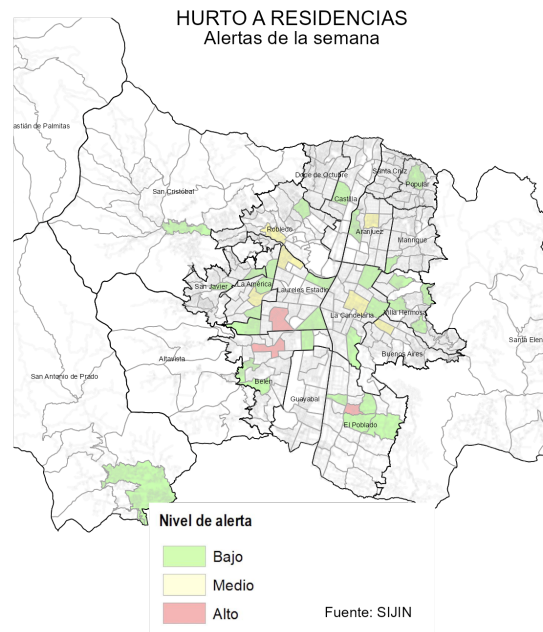 HURTO A RESIDENCIAS
Alertas de la semana
astián de Palmitas
Doce de Octubre
Santa Cruz
Popular
San Cristóbal
Castilla
Robledo
Aranjuez
Manrique
San Javier
La América
Laureles Estadio
La Candelaria
Villa Hermosa
Santa Elen
Altavista
Buenos Aires
San Antonio de Prado
Belén
Guayabal
El Poblado
Nivel de alerta
Bajo
Medio
Alto
Fuente: SIJIN